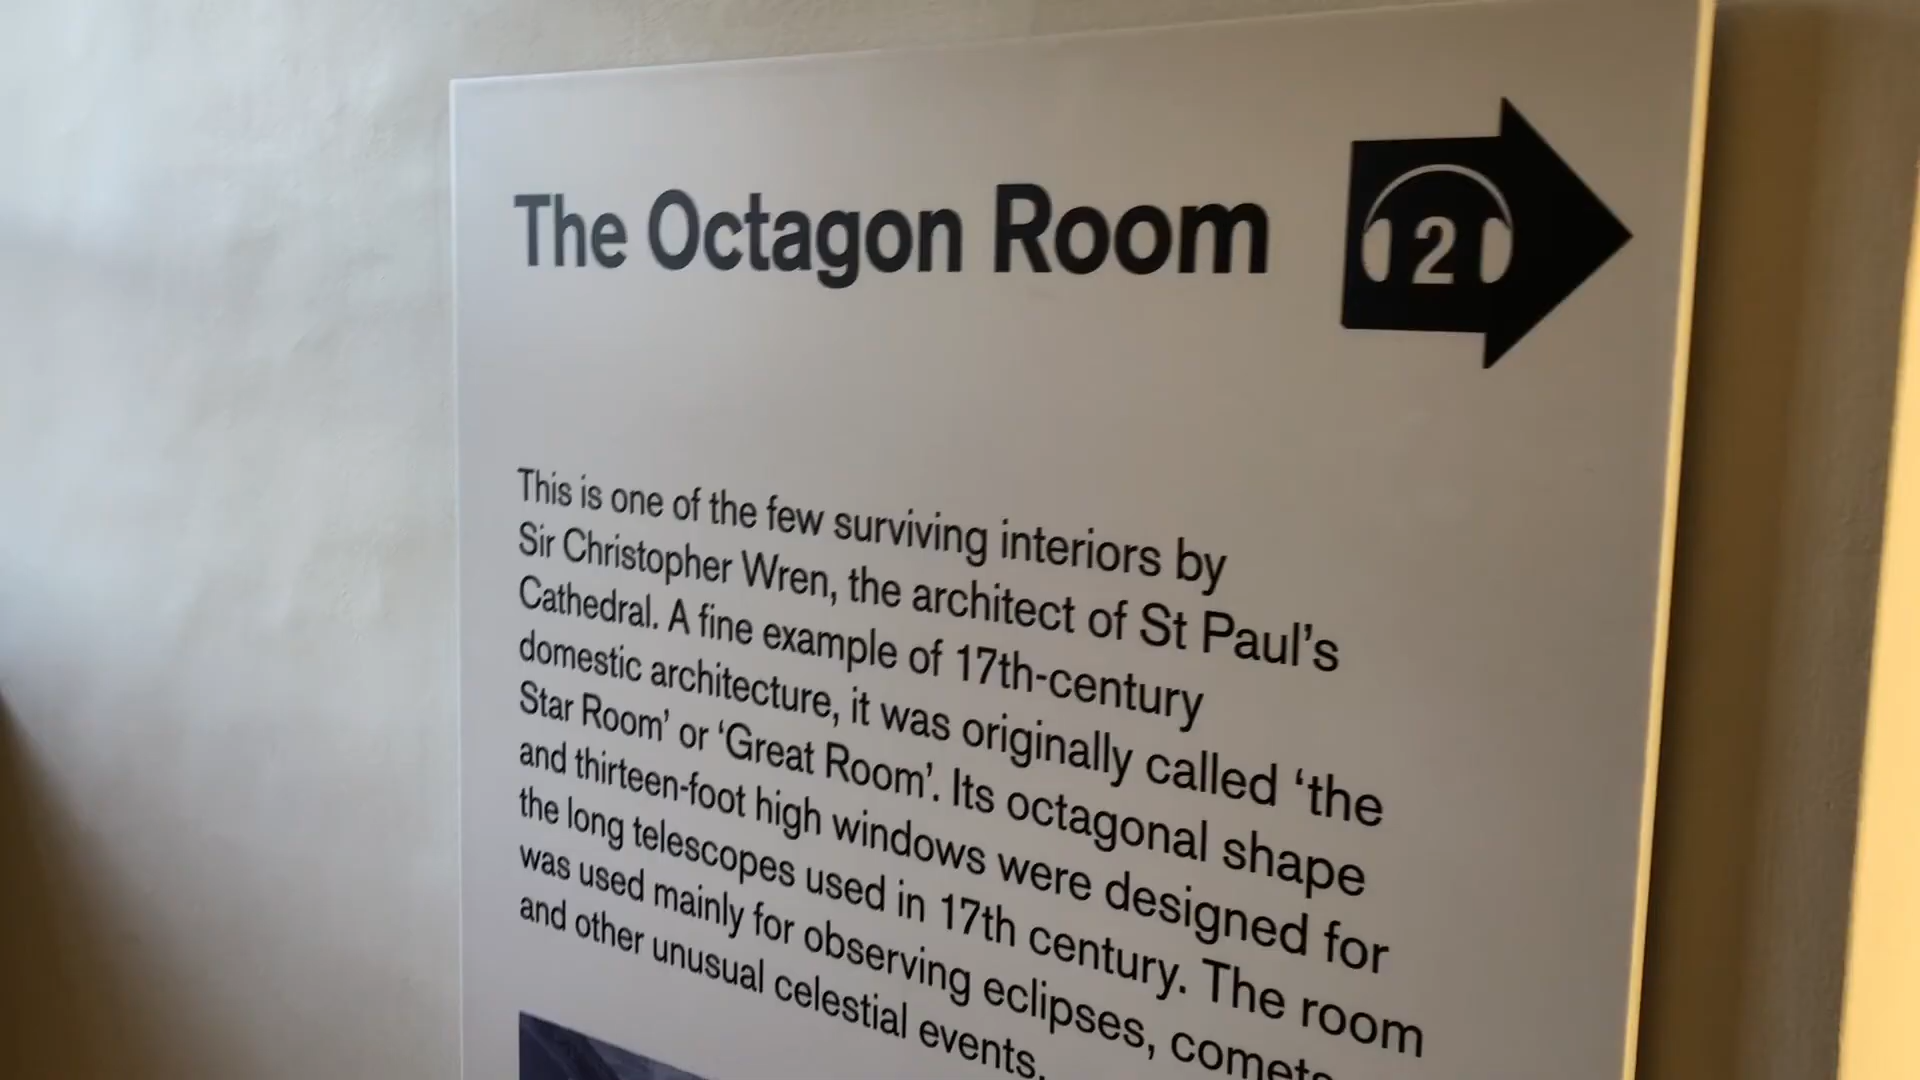 The Octagon Room
2
This is one of the few surviving interiors by
Sir Christopher Wren, the architect of St Paul’s
Cathedral. A fine example of 17th-century
domestic architecture, it was originally called ‘the
Star Room’ or ‘Great Room’. Its octagonal shape
and thirteen-foot high windows were designed for
the long telescopes used in 17th century. The room
was used mainly for observing eclipses, comets
and other unusual celestial events.